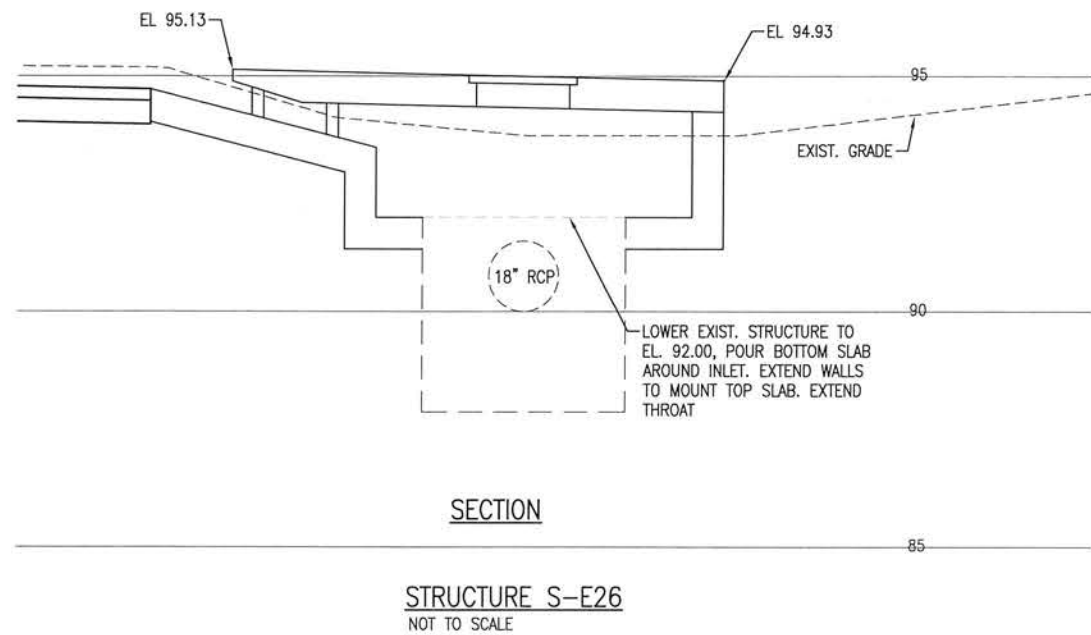 EL 95.13
EL 94.93
95
EXIST. GRADE
18" RCP
90
LOWER EXIST. STRUCTURE TO
EL. 92.00, POUR BOTTOM SLAB
AROUND INLET. EXTEND WALLS
TO MOUNT TOP SLAB. EXTEND
THROAT
SECTION
85
STRUCTURE S-E26
NOT TO SCALE